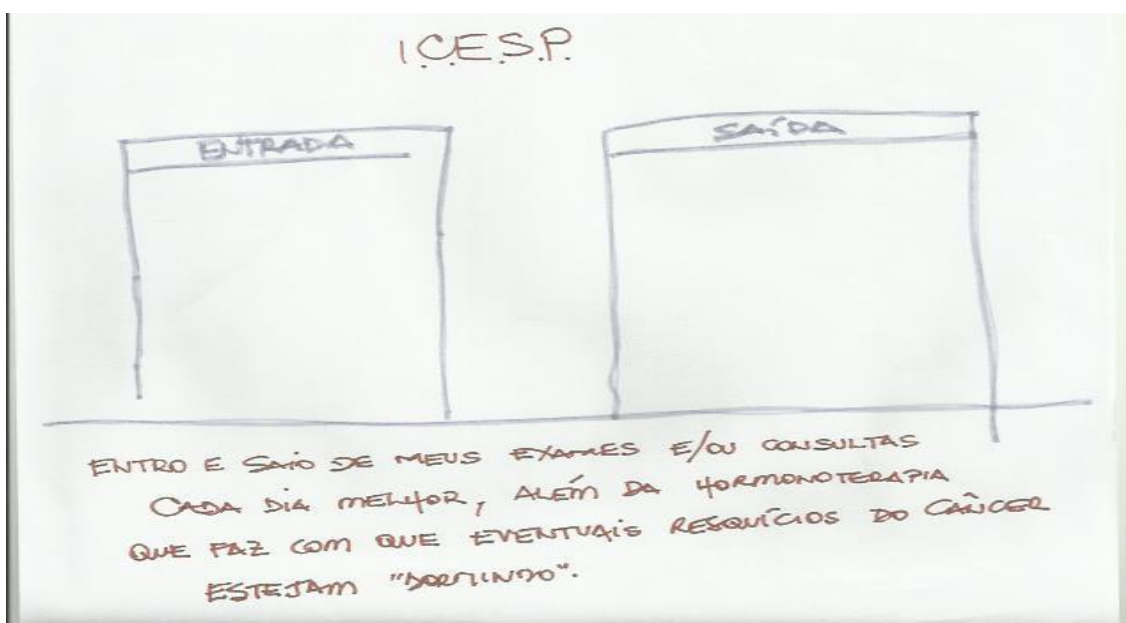 I.C.E.S.P.
ENTRADA
SAÍDA
ENTRO E SAIO DE MEUS EXAMES E/OU CONSULTAS
CADA DIA MELHOR, ALÉM DA HORMONOTERAPIA
QUE FAZ COM QUE EVENTUAIS RESQUÍCIOS DO CÂNCER
ESTEJAM "DORMINDO".